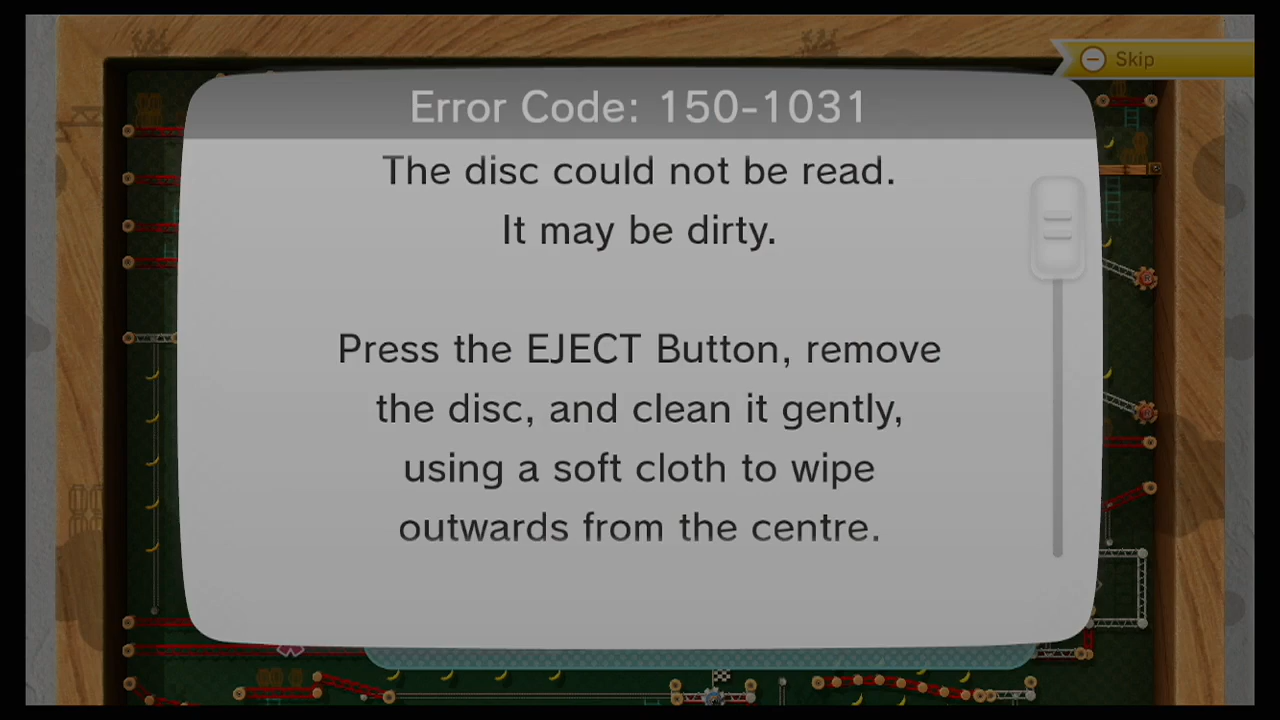 Skip
Error Code: 150-1031
The disc could not be read.
It may be dirty.
Press the EJECT Button, remove
the disc, and clean it gently,
using a soft cloth to wipe
outwards from the centre.